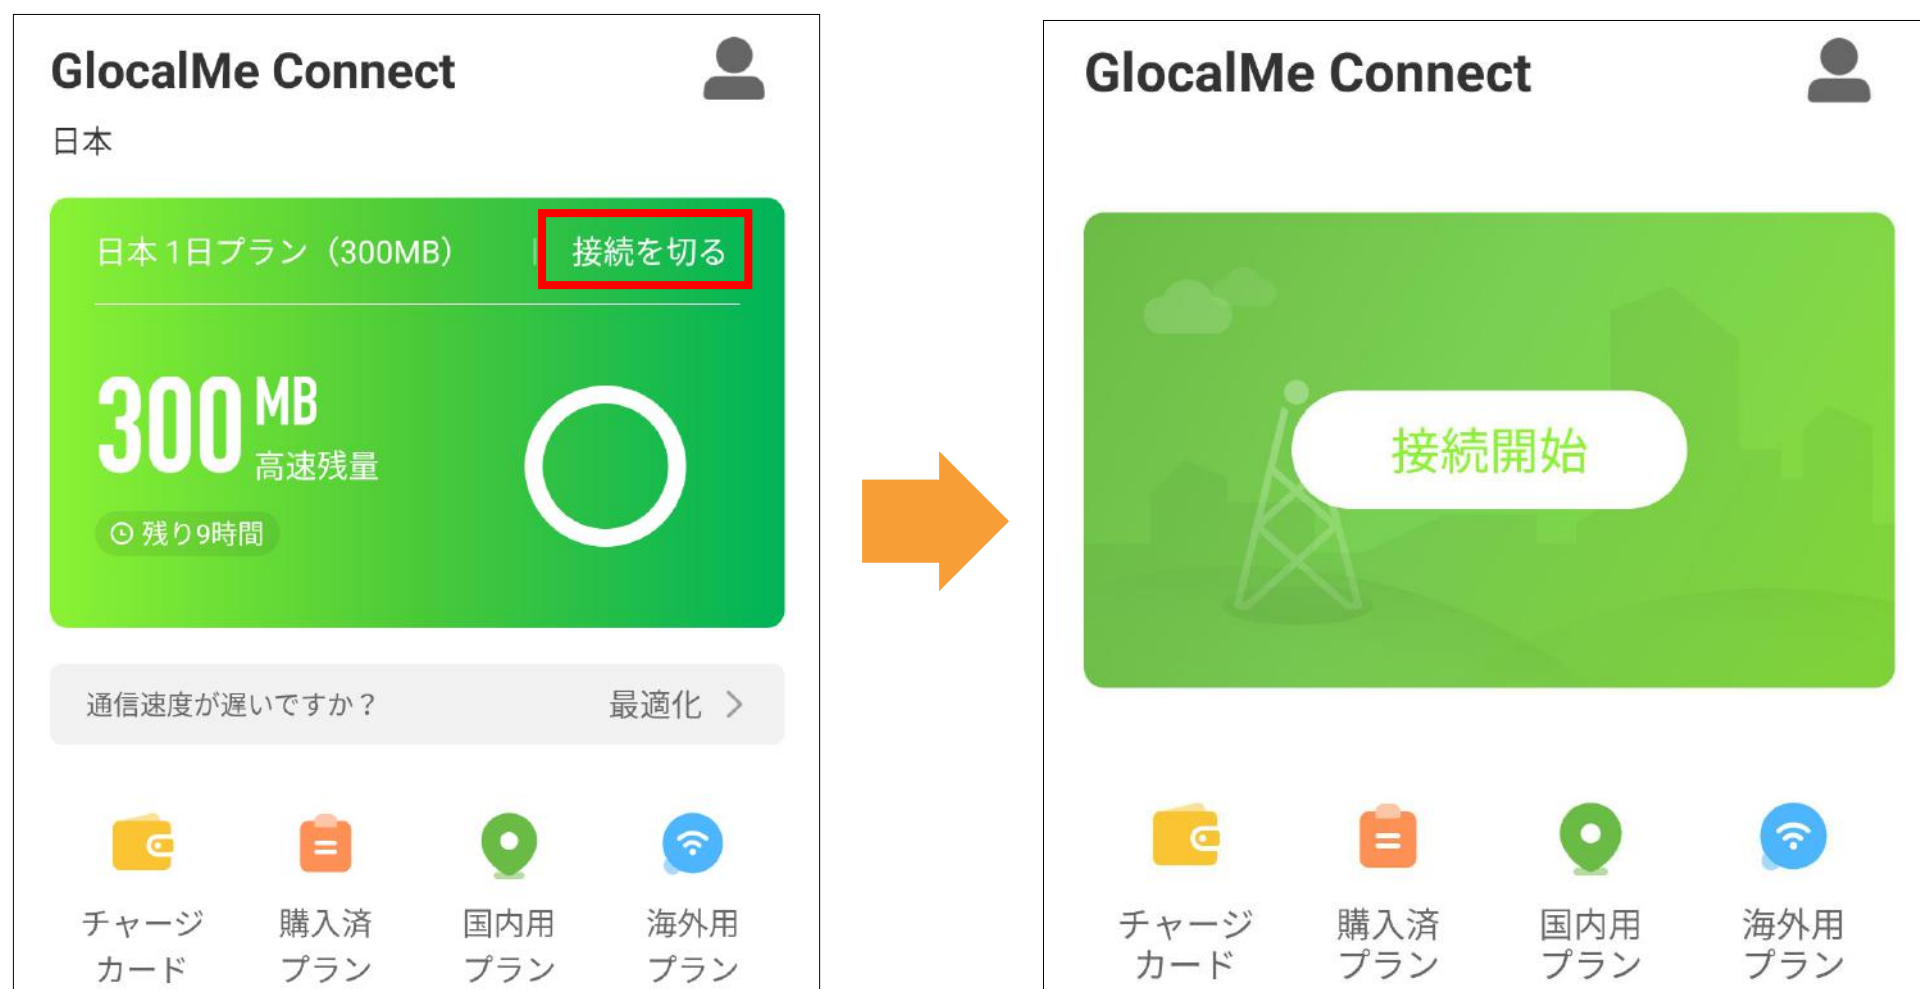 GlocalMe Connect
日本
日本 1日プラン（300MB） | 接続を切る
300 MB
高速残量
残り9時間
通信速度が遅いですか？ 最適化 >
チャージ
カード
購入済
プラン
国内用
プラン
海外用
プラン
GlocalMe Connect
接続開始
チャージ
カード
購入済
プラン
国内用
プラン
海外用
プラン